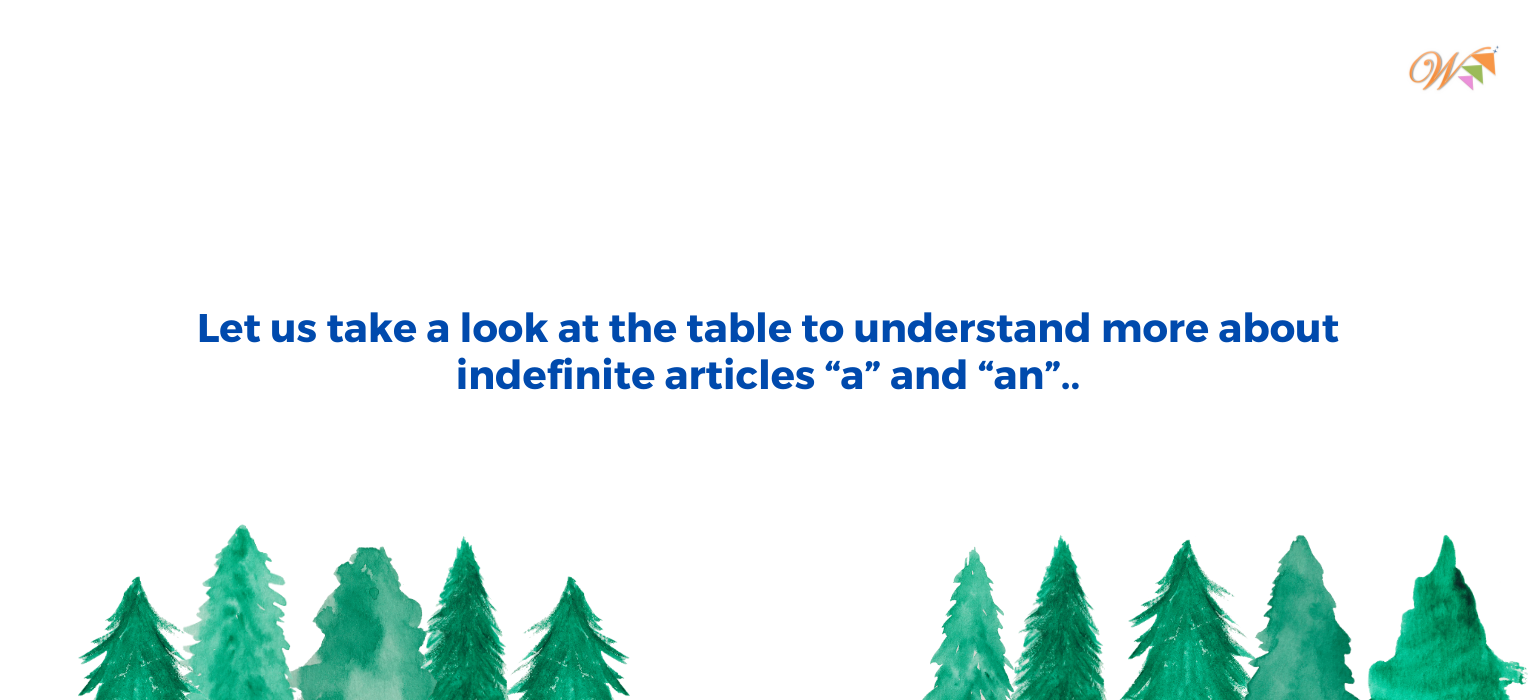 W
Let us take a look at the table to understand more about
indefinite articles “a” and “an”..